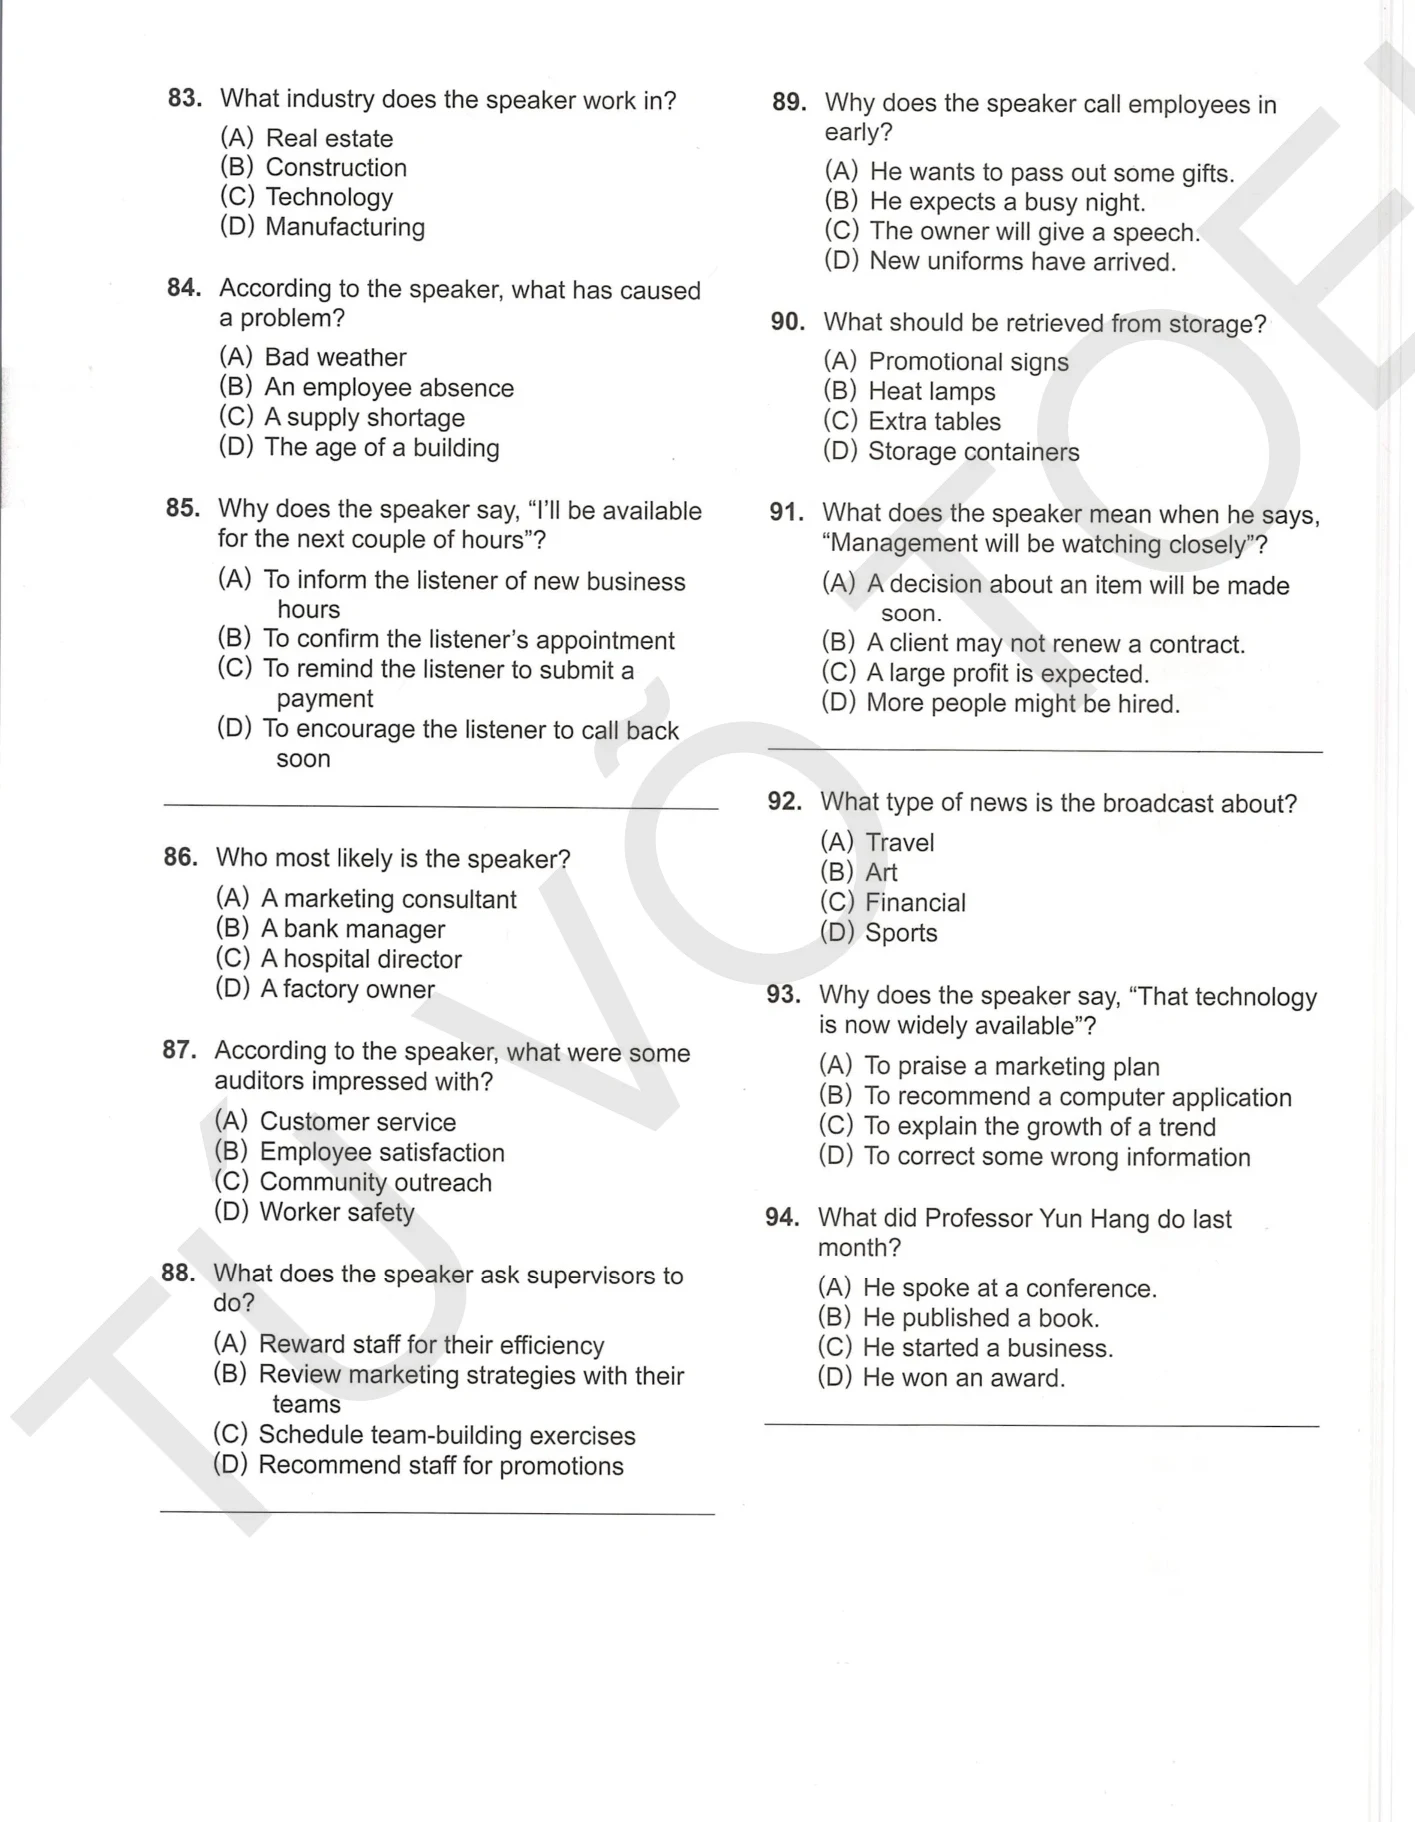 83. What industry does the speaker work in?
(A) Real estate
(B) Construction
(C) Technology
(D) Manufacturing
84. According to the speaker, what has caused
a problem?
(A) Bad weather
(B) An employee absence
(C) A supply shortage
(D) The age of a building
85. Why does the speaker say, “I’ll be available
for the next couple of hours”?
(A) To inform the listener of new business
hours
(B) To confirm the listener’s appointment
(C) To remind the listener to submit a
payment
(D) To encourage the listener to call back
soon
86. Who most likely is the speaker?
(A) A marketing consultant
(B) A bank manager
(C) A hospital director
(D) A factory owner
87. According to the speaker, what were some
auditors impressed with?
(A) Customer service
(B) Employee satisfaction
(C) Community outreach
(D) Worker safety
88. What does the speaker ask supervisors to
do?
(A) Reward staff for their efficiency
(B) Review marketing strategies with their
teams
(C) Schedule team-building exercises
(D) Recommend staff for promotions
89. Why does the speaker call employees in
early?
(A) He wants to pass out some gifts.
(B) He expects a busy night.
(C) The owner will give a speech.
(D) New uniforms have arrived.
90. What should be retrieved from storage?
(A) Promotional signs
(B) Heat lamps
(C) Extra tables
(D) Storage containers
91. What does the speaker mean when he says,
“Management will be watching closely”?
(A) A decision about an item will be made
soon.
(B) A client may not renew a contract.
(C) A large profit is expected.
(D) More people might be hired.
92. What type of news is the broadcast about?
(A) Travel
(B) Art
(C) Financial
(D) Sports
93. Why does the speaker say, “That technology
is now widely available”?
(A) To praise a marketing plan
(B) To recommend a computer application
(C) To explain the growth of a trend
(D) To correct some wrong information
94. What did Professor Yun Hang do last
month?
(A) He spoke at a conference.
(B) He published a book.
(C) He started a business.
(D) He won an award.
TÚ VÕ TOE